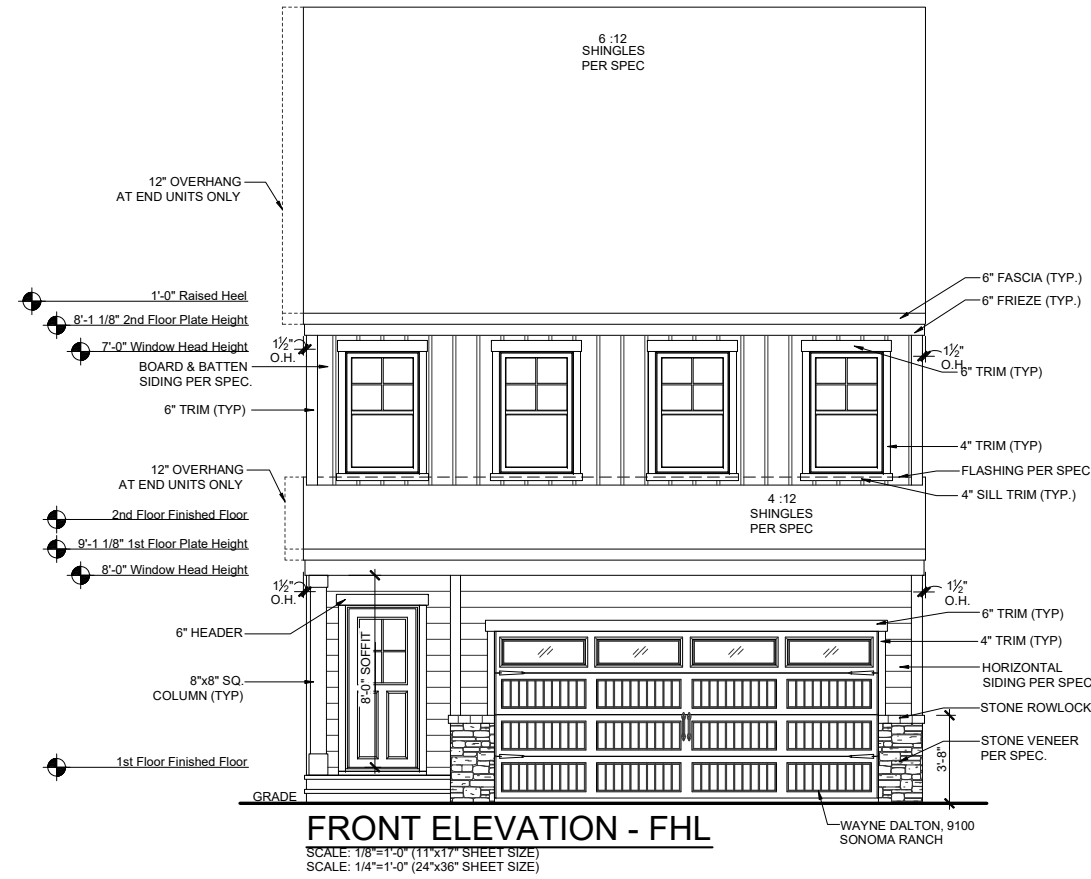 6 :12
SHINGLES
PER SPEC
12" OVERHANG
AT END UNITS ONLY
6" FASCIA (TYP.)
1'-0" Raised Heel
6" FRIEZE (TYP.)
8'-1 1/8" 2nd Floor Plate Height
7'-0" Window Head Height
1½"
O.H.
1½"
O.H.
BOARD & BATTEN
SIDING PER SPEC.
6" TRIM (TYP)
6" TRIM (TYP)
4" TRIM (TYP)
12" OVERHANG
AT END UNITS ONLY
FLASHING PER SPEC
4" SILL TRIM (TYP.)
4 :12
SHINGLES
PER SPEC
2nd Floor Finished Floor
9'-1 1/8" 1st Floor Plate Height
8'-0" Window Head Height
1½"
O.H.
1½"
O.H.
6" TRIM (TYP)
6" HEADER
4" TRIM (TYP)
8'-0" SOFFIT
HORIZONTAL
SIDING PER SPEC
8"x8" SQ.
COLUMN (TYP)
STONE ROWLOCK
3'-8"
STONE VENEER
PER SPEC.
1st Floor Finished Floor
GRADE
WAYNE DALTON, 9100
SONOMA RANCH
FRONT ELEVATION - FHL
SCALE: 1/8"=1'-0" (11"x17" SHEET SIZE)
SCALE: 1/4"=1'-0" (24"x36" SHEET SIZE)